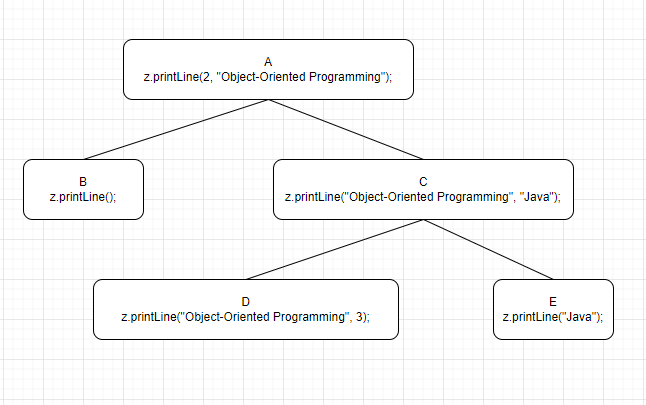 A
z.printLine(2, "Object-Oriented Programming");
B
z.printLine();
C
z.printLine("Object-Oriented Programming", "Java");
D
z.printLine("Object-Oriented Programming", 3);
E
z.printLine("Java");